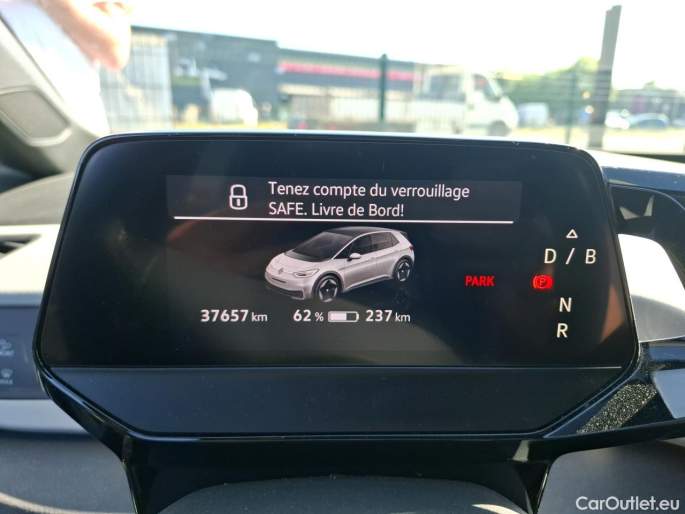 Tenez compte du verrouillage
SAFE. Livre de Bord!
D / B
PARK
P
N
R
37657 km 62 % 237 km
CarOutlet.eu